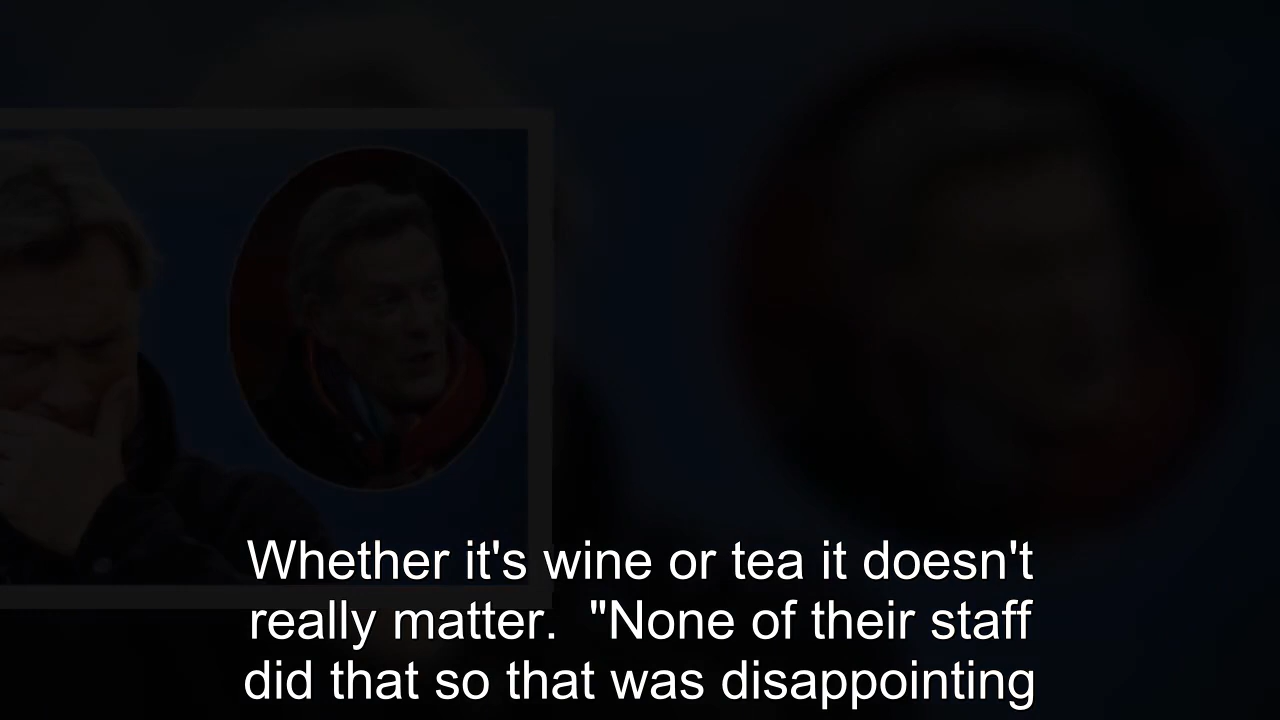 Whether it's wine or tea it doesn't
really matter.  "None of their staff
did that so that was disappointing